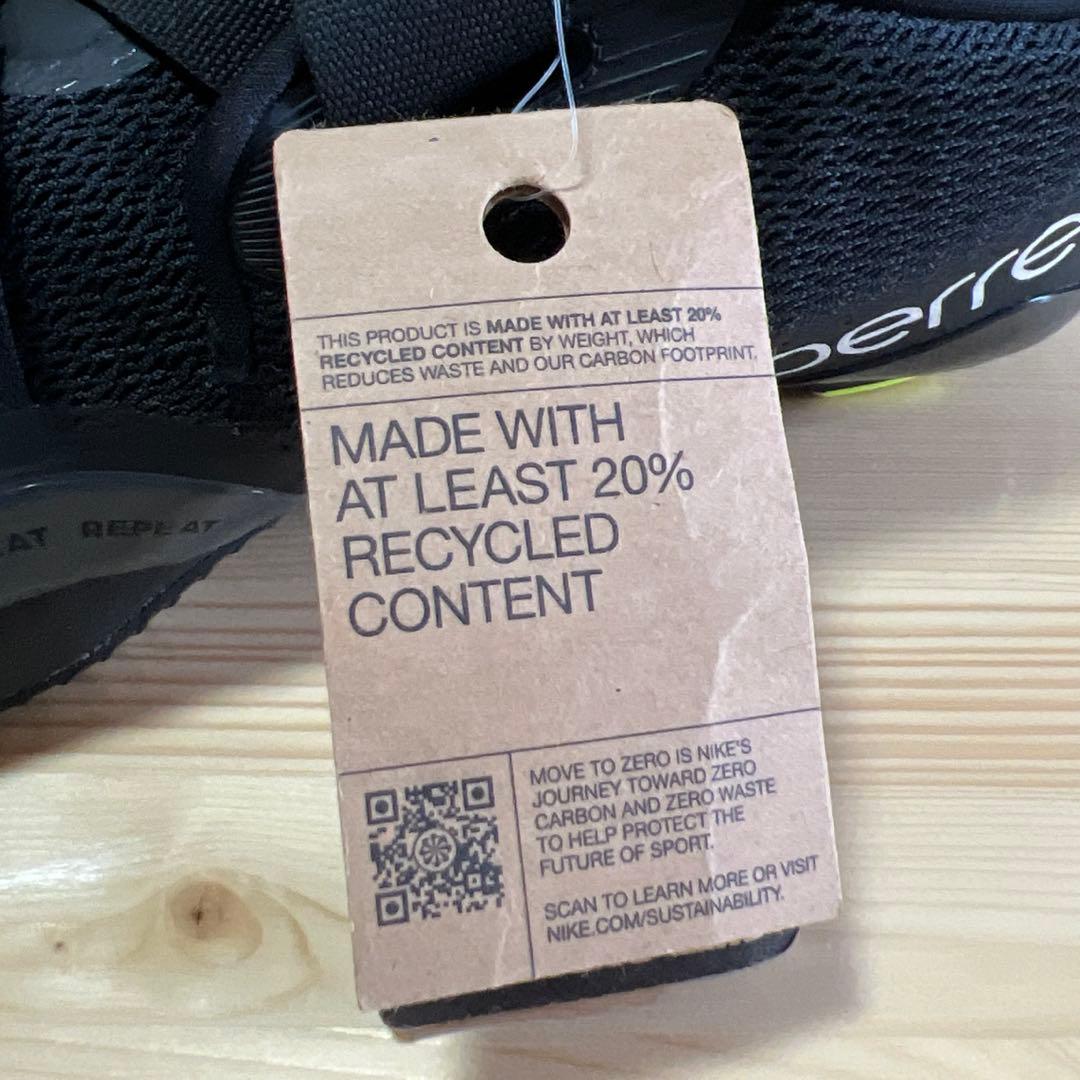 THIS PRODUCT IS MADE WITH AT LEAST 20%
RECYCLED CONTENT BY WEIGHT, WHICH
REDUCES WASTE AND OUR CARBON FOOTPRINT.
MADE WITH
AT LEAST 20%
RECYCLED
CONTENT
MOVE TO ZERO IS NIKE'S
JOURNEY TOWARD ZERO
CARBON AND ZERO WASTE
TO HELP PROTECT THE
FUTURE OF SPORT.
SCAN TO LEARN MORE OR VISIT
NIKE.COM/SUSTAINABILITY.
REPEAT